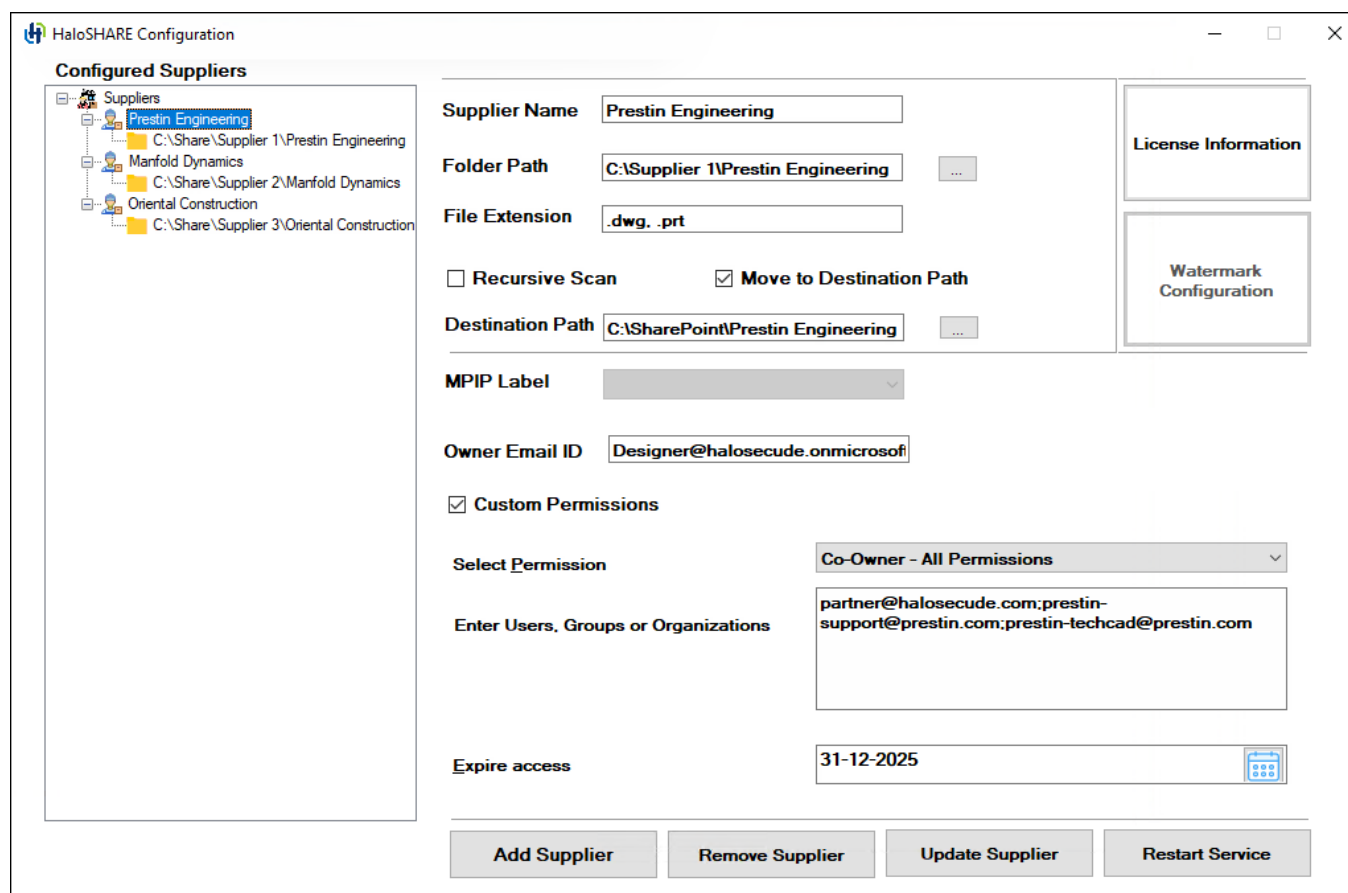 HaloSHARE Configuration
Configured Suppliers
Suppliers
Prestin Engineering
C:\Share\Supplier 1\Prestin Engineering
Manfold Dynamics
C:\Share\Supplier 2\Manfold Dynamics
Oriental Construction
C:\Share\Supplier 3\Oriental Construction
Supplier Name
Prestin Engineering
Folder Path
C:\Supplier 1\Prestin Engineering
...
File Extension
.dwg, .prt
Recursive Scan
Move to Destination Path
Destination Path
C:\SharePoint\Prestin Engineering
...
License Information
Watermark
Configuration
MPIP Label
Owner Email ID
Designer@halosecude.onmicrosof
Custom Permissions
Select Permission
Co-Owner - All Permissions
Enter Users, Groups or Organizations
partner@halosecude.com;prestin-
support@prestin.com;prestin-techcad@prestin.com
Expire access
31-12-2025
Add Supplier
Remove Supplier
Update Supplier
Restart Service